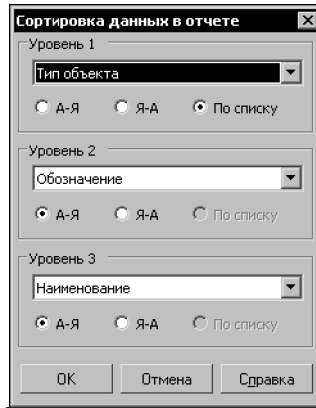 Сортировка данных в отчете
Уровень 1
Тип объекта
А-Я Я-А По списку
Уровень 2
Обозначение
А-Я Я-А По списку
Уровень 3
Наименование
А-Я Я-А По списку
OK Отмена Справка